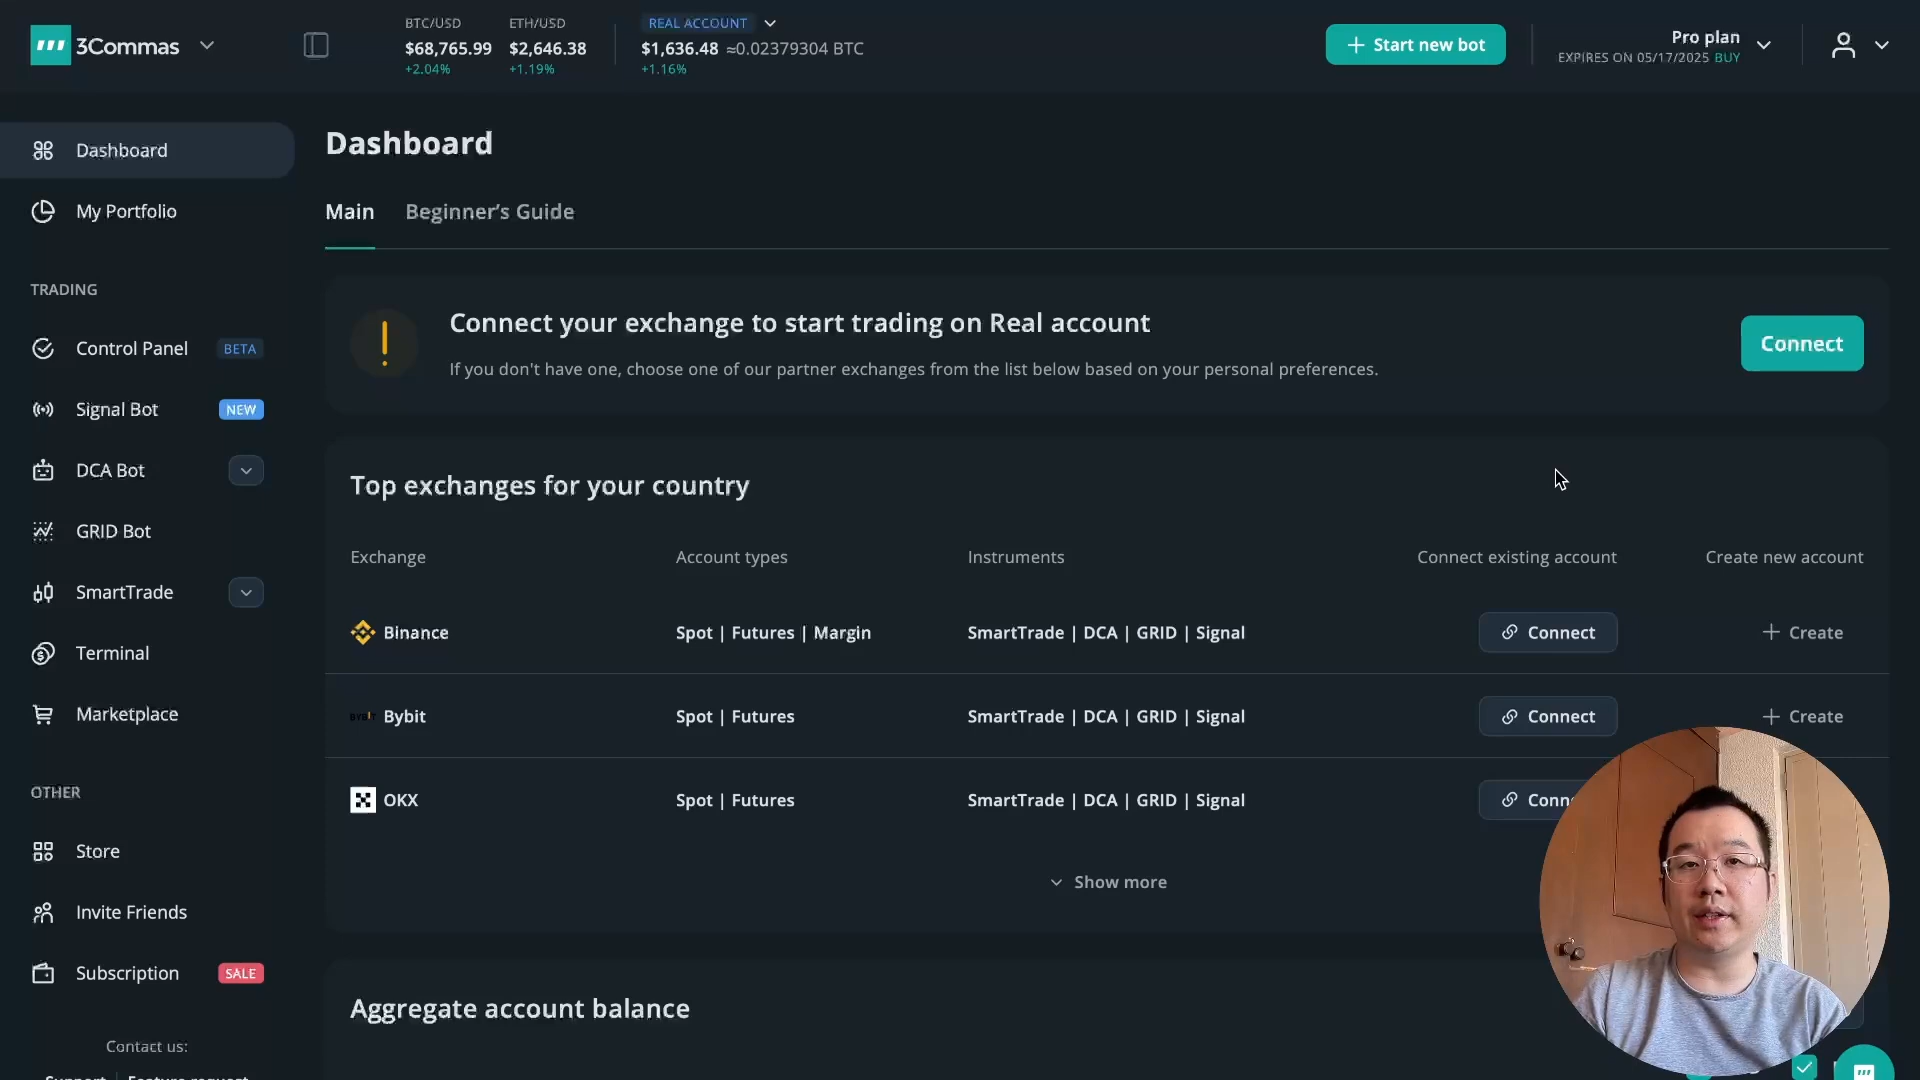 3Commas
BTC/USD
$68,765.99
+2.04%
ETH/USD
$2,646.38
+1.19%
REAL ACCOUNT
$1,636.48 ≈0.02379304 BTC
+1.16%
Start new bot
Pro plan
EXPIRES ON 05/17/2025 BUY
Dashboard
My Portfolio
TRADING
Control Panel BETA
Signal Bot NEW
DCA Bot
GRID Bot
SmartTrade
Terminal
Marketplace
OTHER
Store
Invite Friends
Subscription SALE
Contact us:
Support | Feature request
Dashboard
Main Beginner's Guide
Connect your exchange to start trading on Real account
If you don't have one, choose one of our partner exchanges from the list below based on your personal preferences.
Connect
Top exchanges for your country
Exchange Account types Instruments Connect existing account Create new account
Binance Spot | Futures | Margin SmartTrade | DCA | GRID | Signal Connect + Create
Bybit Spot | Futures SmartTrade | DCA | GRID | Signal Connect + Create
OKX Spot | Futures SmartTrade | DCA | GRID | Signal
Show more
Aggregate account balance